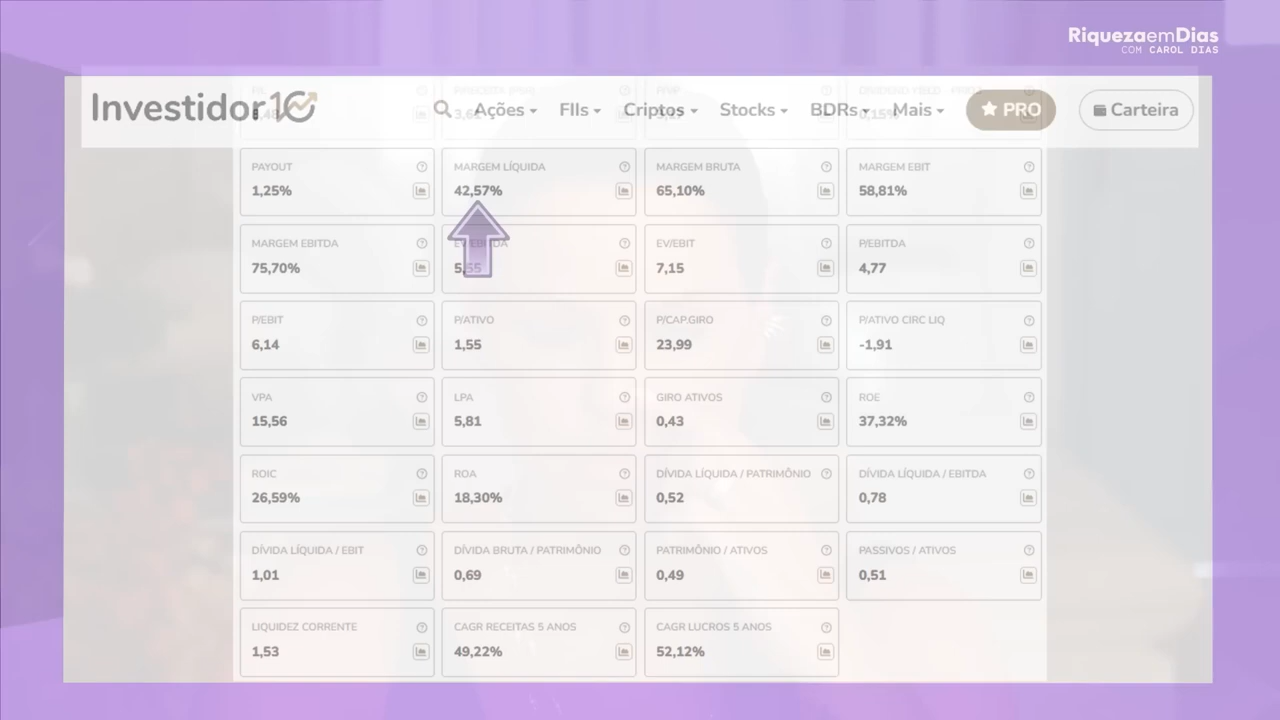 RiquezaemDias
COM CAROL DIAS
Investidor10
Ações
FIIs
Criptos
Stocks
BDRs
Mais
PRO
Carteira
PAYOUT
1,25%
MARGEM LÍQUIDA
42,57%
MARGEM BRUTA
65,10%
MARGEM EBIT
58,81%
MARGEM EBITDA
75,70%
EV/EBITDA
5,55
EV/EBIT
7,15
P/EBITDA
4,77
P/EBIT
6,14
P/ATIVO
1,55
P/CAP.GIRO
23,99
P/ATIVO CIRC LIQ
-1,91
VPA
15,56
LPA
5,81
GIRO ATIVOS
0,43
ROE
37,32%
ROIC
26,59%
ROA
18,30%
DÍVIDA LÍQUIDA / PATRIMÔNIO
0,52
DÍVIDA LÍQUIDA / EBITDA
0,78
DÍVIDA LÍQUIDA / EBIT
1,01
DÍVIDA BRUTA / PATRIMÔNIO
0,69
PATRIMÔNIO / ATIVOS
0,49
PASSIVOS / ATIVOS
0,51
LIQUIDEZ CORRENTE
1,53
CAGR RECEITAS 5 ANOS
49,22%
CAGR LUCROS 5 ANOS
52,12%